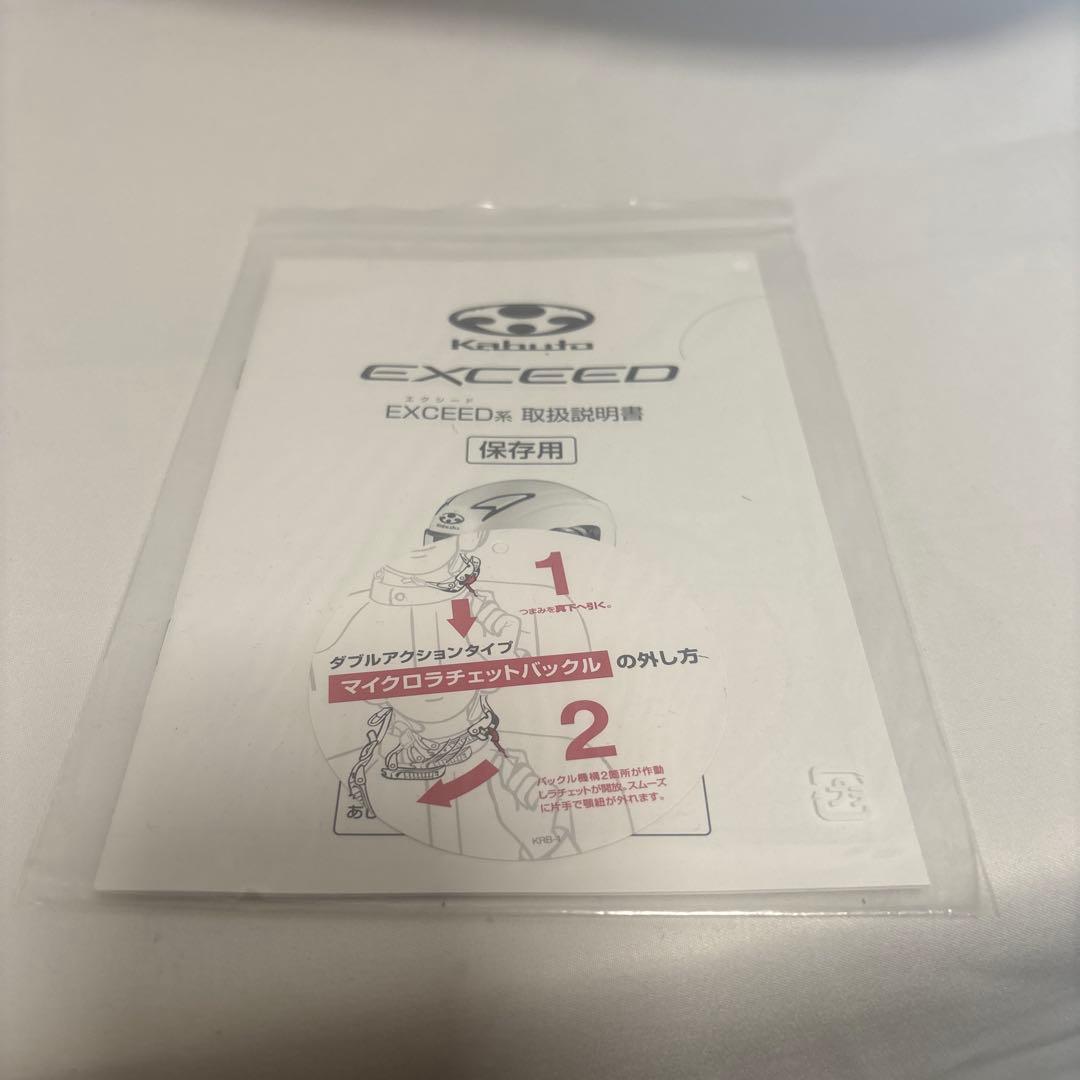 Kabuto
EXCEED
エクシード
EXCEED系 取扱説明書
保存用
Kabuto
1
つまみを真下へ引く。
ダブルアクションタイプ
マイクロラチェットバックル の外し方
2
バックル機構2箇所が作動
しラチェットが開放。スムーズ
に片手で顎紐が外れます。
KRB-1